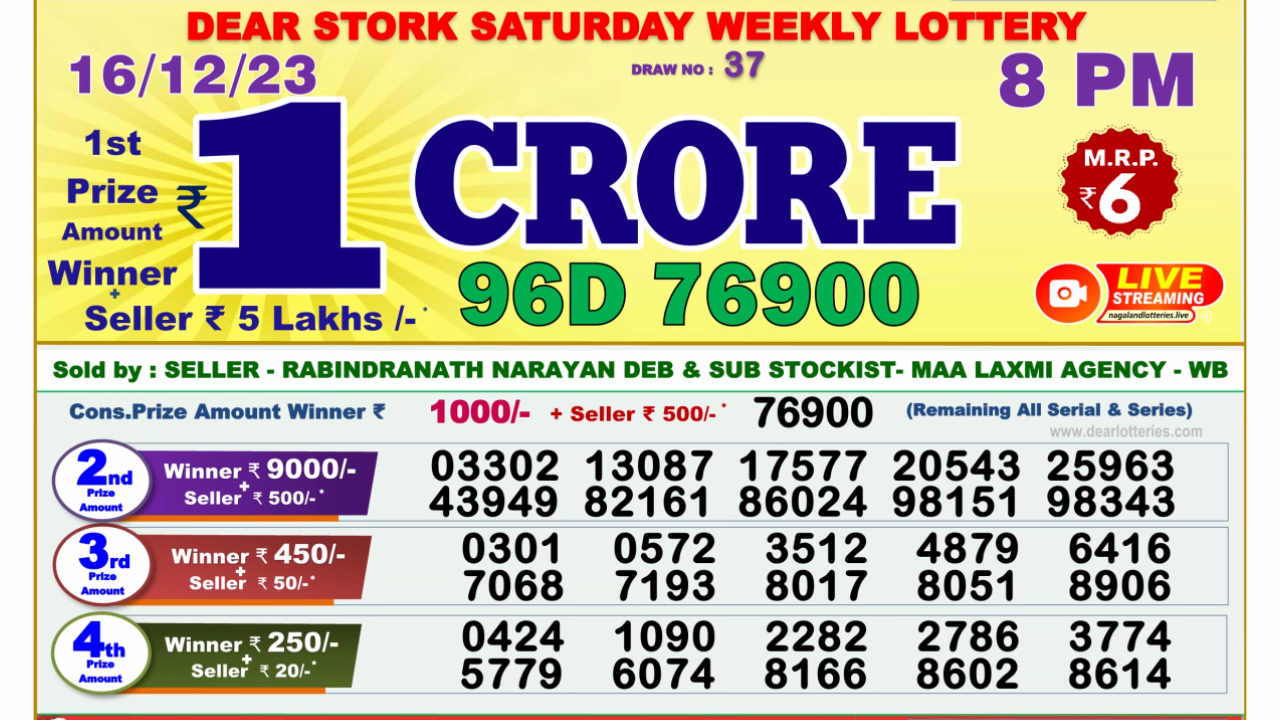 DEAR STORK SATURDAY WEEKLY LOTTERY
16/12/23
DRAW NO : 37
8 PM
1st
Prize
Amount
Winner
+
Seller ₹ 5 Lakhs /-*
₹ 1 CRORE
96D 76900
M.R.P.
₹6
LIVE
STREAMING
nagalandlotteries.live
Sold by : SELLER - RABINDRANATH NARAYAN DEB & SUB STOCKIST- MAA LAXMI AGENCY - WB
Cons.Prize Amount Winner ₹ 1000/- + Seller ₹ 500/-* 76900 (Remaining All Serial & Series)
www.dearlotteries.com
2nd
Prize
Amount
Winner ₹ 9000/-
+
Seller ₹ 500/-*
03302 13087 17577 20543 25963
43949 82161 86024 98151 98343
3rd
Prize
Amount
Winner ₹ 450/-
+
Seller ₹ 50/-*
0301 0572 3512 4879 6416
7068 7193 8017 8051 8906
4th
Prize
Amount
Winner ₹ 250/-
+
Seller ₹ 20/-*
0424 1090 2282 2786 3774
5779 6074 8166 8602 8614